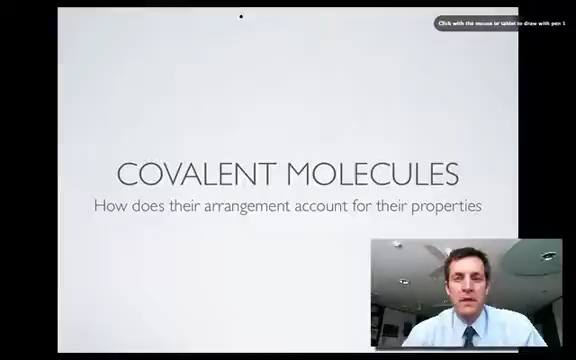 Click with the mouse or tablet to draw with pen 1
COVALENT MOLECULES
How does their arrangement account for their properties